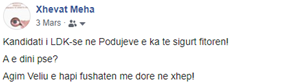 Xhevat Meha
3 Mars ·
Kandidati i LDK-se ne Podujeve e ka te sigurt fitoren!
A e dini pse?
Agim Veliu e hapi fushaten me dore ne xhep!